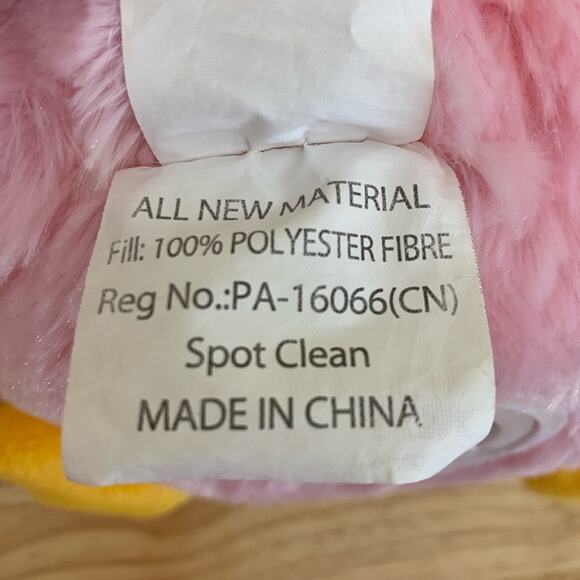 ALL NEW MATERIAL
Fill: 100% POLYESTER FIBRE
Reg No.:PA-16066(CN)
Spot Clean
MADE IN CHINA